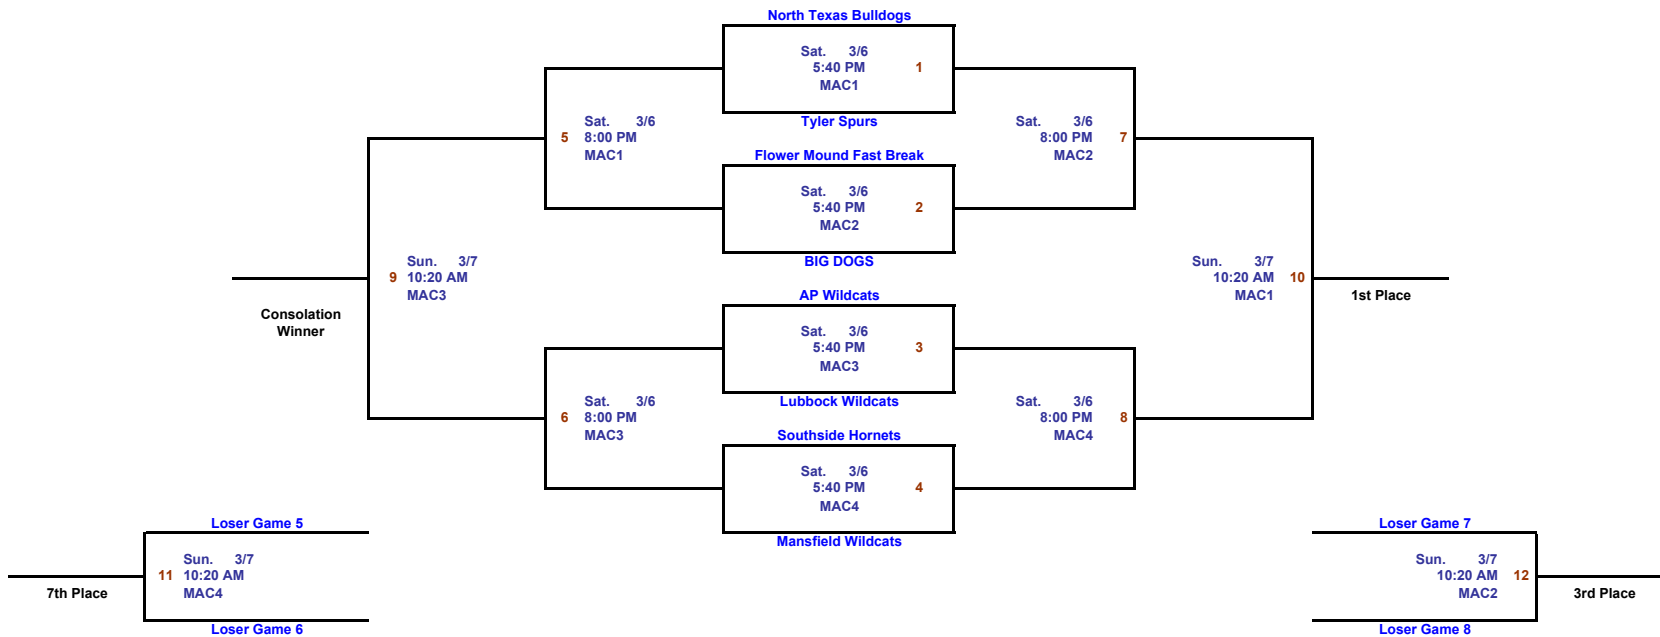 North Texas Bulldogs
Sat. 3/6
5:40 PM 1
MAC1
Tyler Spurs
Sat. 3/6
5 8:00 PM
MAC1
Sat. 3/6
8:00 PM 7
MAC2
Flower Mound Fast Break
Sat. 3/6
5:40 PM 2
MAC2
BIG DOGS
Sun. 3/7
9 10:20 AM
MAC3
Consolation
Winner
Sun. 3/7
10:20 AM 10
MAC1
1st Place
AP Wildcats
Sat. 3/6
5:40 PM 3
MAC3
Lubbock Wildcats
Sat. 3/6
6 8:00 PM
MAC3
Sat. 3/6
8:00 PM 8
MAC4
Southside Hornets
Sat. 3/6
5:40 PM 4
MAC4
Mansfield Wildcats
Loser Game 5
Sun. 3/7
11 10:20 AM
MAC4
7th Place
Loser Game 6
Loser Game 7
Sun. 3/7
10:20 AM 12
MAC2
3rd Place
Loser Game 8